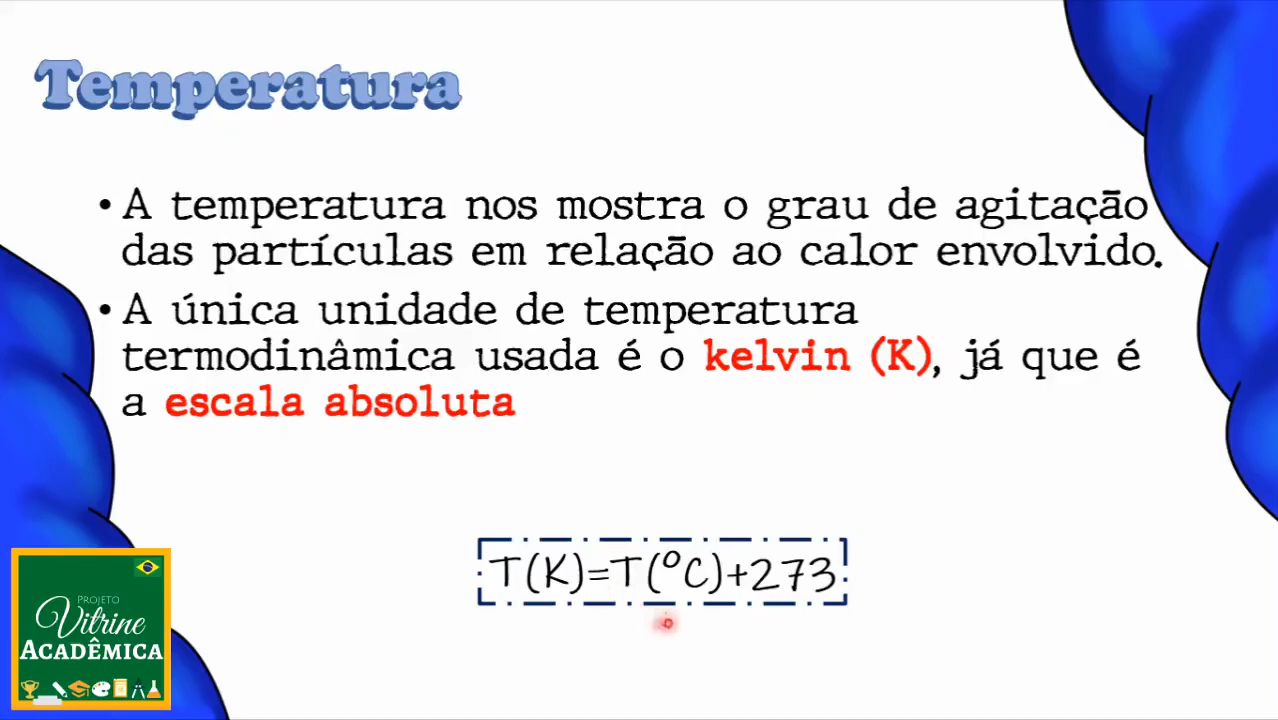 Temperatura
• A temperatura nos mostra o grau de agitação
das partículas em relação ao calor envolvido.
• A única unidade de temperatura
termodinâmica usada é o kelvin (K), já que é
a escala absoluta
T(K)=T(ºC)+273
PROJETO
Vitrine
ACADÊMICA